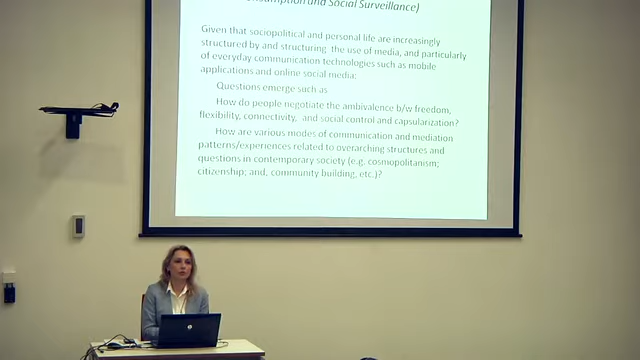 and Social Surveillance)
Given that sociopolitical and personal life are increasingly
structured by and structuring the use of media, and particularly
of everyday communication technologies such as mobile
applications and online social media:
Questions emerge such as
How do people negotiate the ambivalence b/w freedom,
flexibility, connectivity, and social control and capsularization?
How are various modes of communication and mediation
patterns/experiences related to overarching structures and
questions in contemporary society (e.g. cosmopolitanism;
citizenship; and, community building, etc.)?